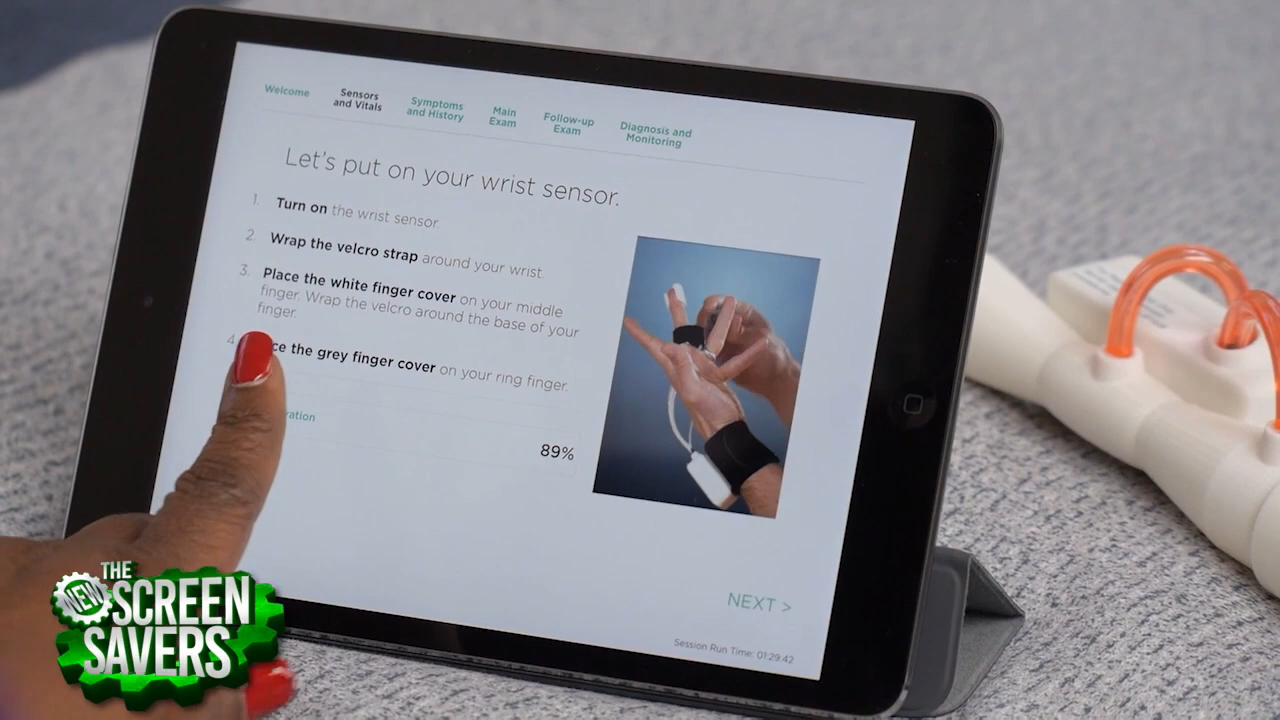 Welcome
Sensors
and Vitals
Symptoms
and History
Main
Exam
Follow-up
Exam
Diagnosis and
Monitoring
Let's put on your wrist sensor.
1. Turn on the wrist sensor.
2. Wrap the velcro strap around your wrist.
3. Place the white finger cover on your middle
finger. Wrap the velcro around the base of your
finger.
4 ce the grey finger cover on your ring finger.
89%
NEXT >
Session Run Time: 01:29:42
THE
NEW SCREEN
SAVERS